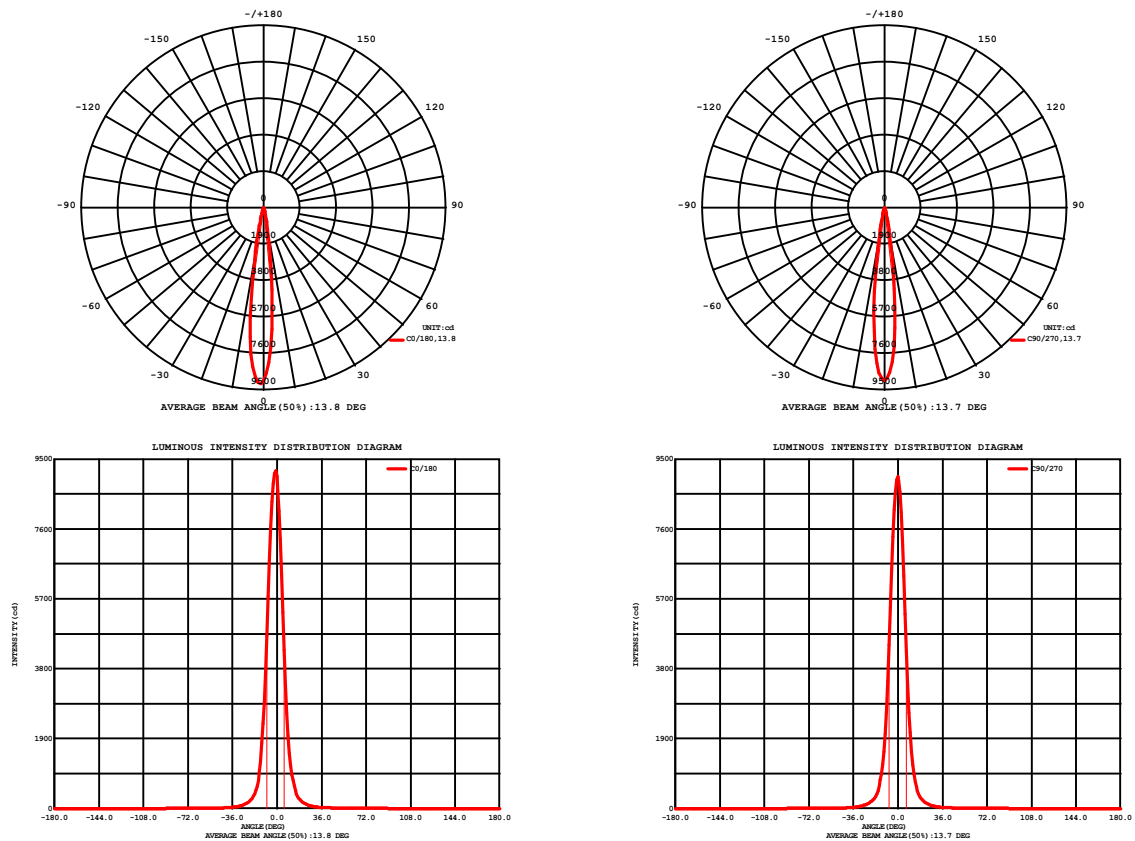 -/+180
-150 150
-120 120
-90 90
0
1900
-60 3800 60
5700
UNIT:cd
C0/180,13.8
7600
-30 30
9500
0
AVERAGE BEAM ANGLE(50%):13.8 DEG
-/+180
-150 150
-120 120
-90 90
0
1900
-60 3800 60
5700
UNIT:cd
C90/270,13.7
7600
-30 30
9500
0
AVERAGE BEAM ANGLE(50%):13.7 DEG
LUMINOUS INTENSITY DISTRIBUTION DIAGRAM
9500
C0/180
7600
5700
INTENSITY(cd)
3800
1900
0
-180.0 -144.0 -108.0 -72.0 -36.0 0.0 36.0 72.0 108.0 144.0 180.0
ANGLE(DEG)
AVERAGE BEAM ANGLE(50%):13.8 DEG
LUMINOUS INTENSITY DISTRIBUTION DIAGRAM
9500
C90/270
7600
5700
INTENSITY(cd)
3800
1900
0
-180.0 -144.0 -108.0 -72.0 -36.0 0.0 36.0 72.0 108.0 144.0 180.0
ANGLE(DEG)
AVERAGE BEAM ANGLE(50%):13.7 DEG